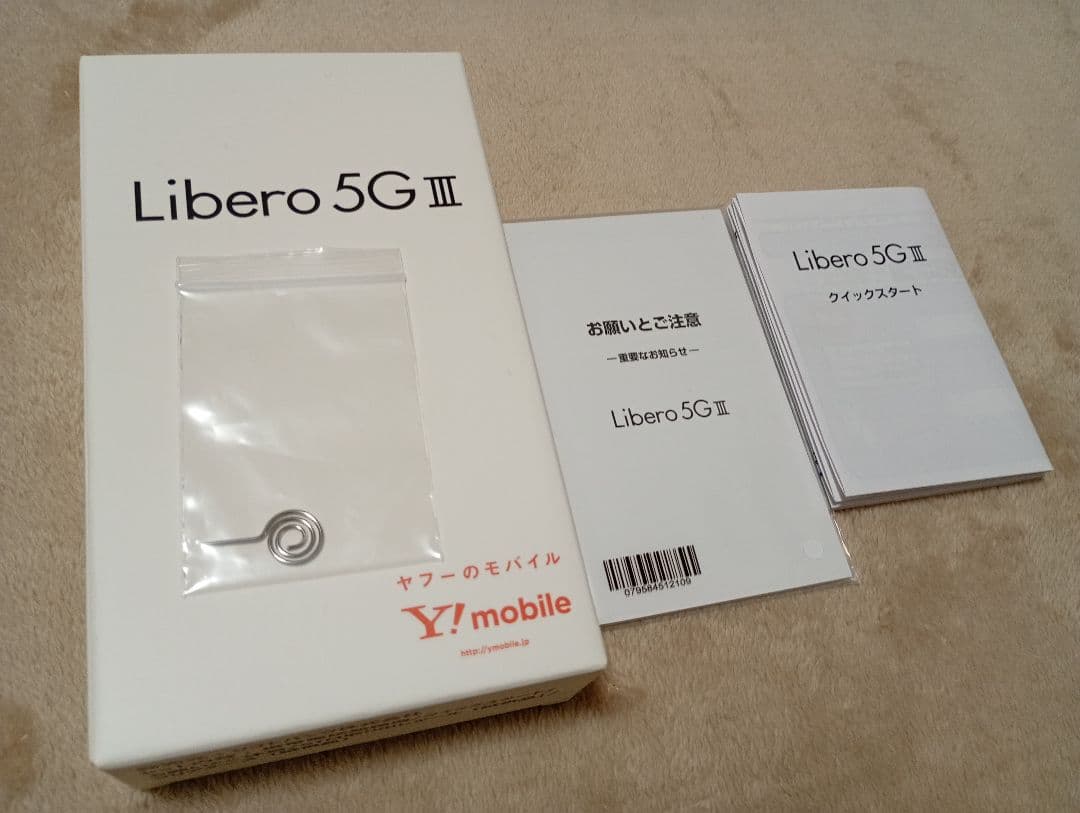 Libero 5G Ⅲ
ヤフーのモバイル
Y! mobile
http://ymobile.jp
お願いとご注意
―重要なお知らせ―
Libero 5G Ⅲ
079584512109
Libero 5G Ⅲ
クイックスタート